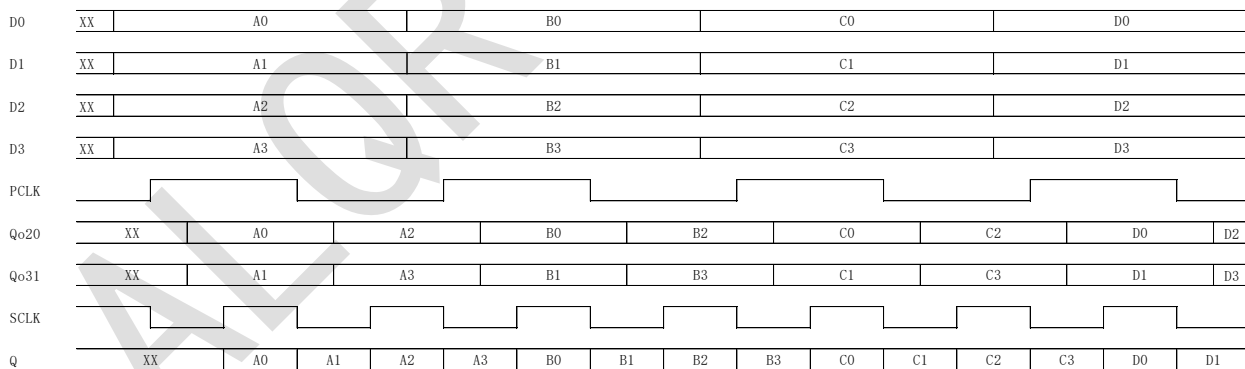 D0 XX A0 B0 C0 D0
D1 XX A1 B1 C1 D1
D2 XX A2 B2 C2 D2
D3 XX A3 B3 C3 D3
PCLK
Qo20 XX A0 A2 B0 B2 C0 C2 D0 D2
Qo31 XX A1 A3 B1 B3 C1 C3 D1 D3
SCLK
Q XX A0 A1 A2 A3 B0 B1 B2 B3 C0 C1 C2 C3 D0 D1